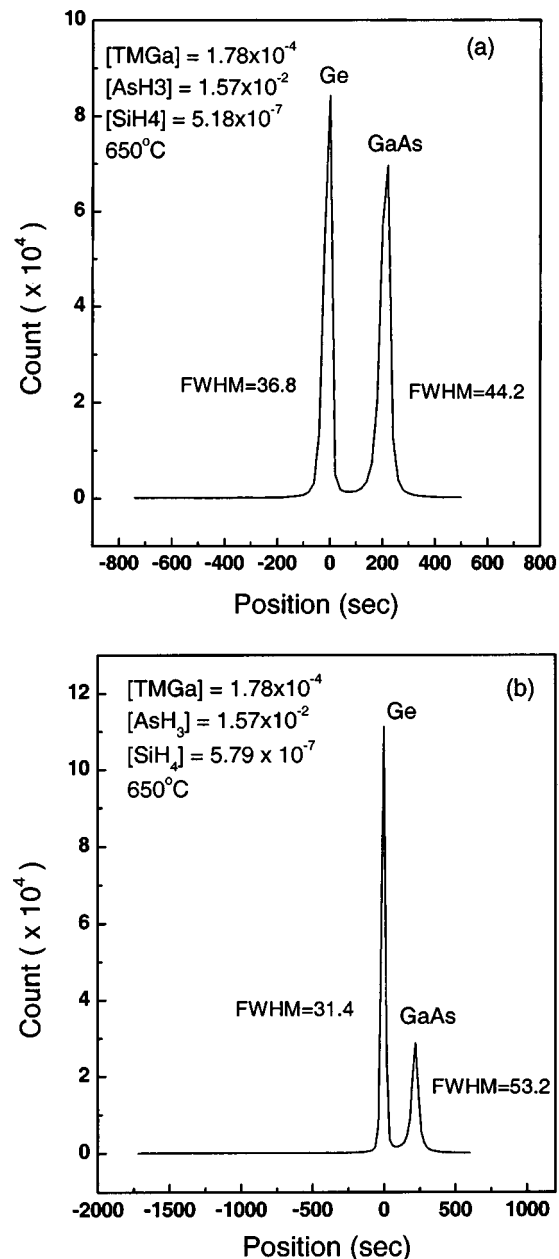 (a)
[TMGa] = 1.78x10⁻⁴
[AsH3] = 1.57x10⁻²
[SiH4] = 5.18x10⁻⁷
650°C
Ge
GaAs
FWHM=36.8
FWHM=44.2
10
8
6
4
2
0
Count ( x 10⁴)
-800 -600 -400 -200 0 200 400 600 800
Position (sec)
(b)
[TMGa] = 1.78x10⁻⁴
[AsH₃] = 1.57x10⁻²
[SiH₄] = 5.79 x 10⁻⁷
650°C
Ge
GaAs
FWHM=31.4
FWHM=53.2
12
10
8
6
4
2
0
Count ( x 10⁴)
-2000 -1500 -1000 -500 0 500 1000
Position (sec)